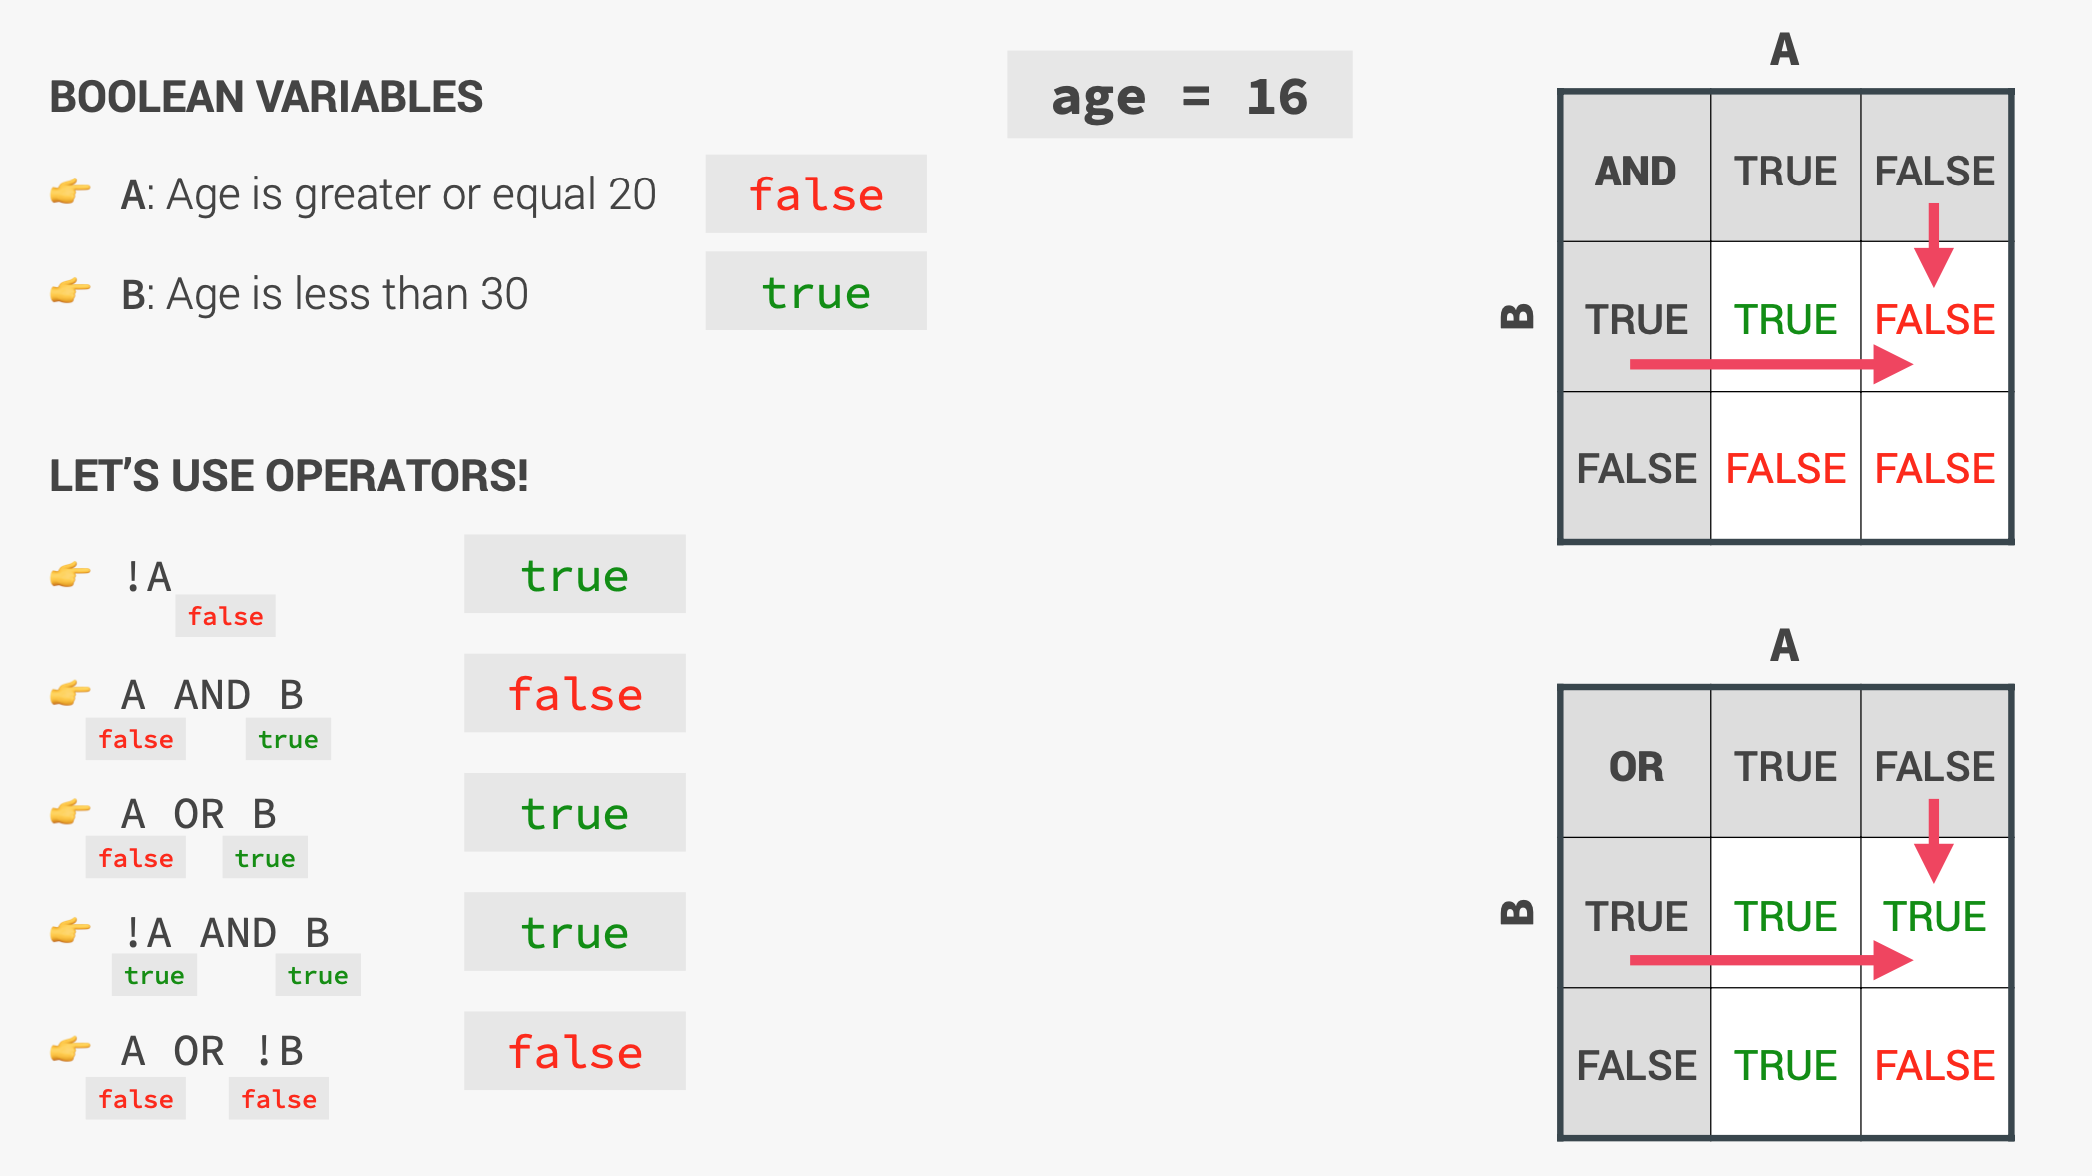 BOOLEAN VARIABLES
age = 16
👉 A: Age is greater or equal 20
false
👉 B: Age is less than 30
true
LET’S USE OPERATORS!
👉 !A
false
true
👉 A AND B
false true
false
👉 A OR B
false true
true
👉 !A AND B
true true
true
👉 A OR !B
false false
false
A
B
AND TRUE FALSE
TRUE TRUE FALSE
FALSE FALSE FALSE
A
B
OR TRUE FALSE
TRUE TRUE TRUE
FALSE TRUE FALSE